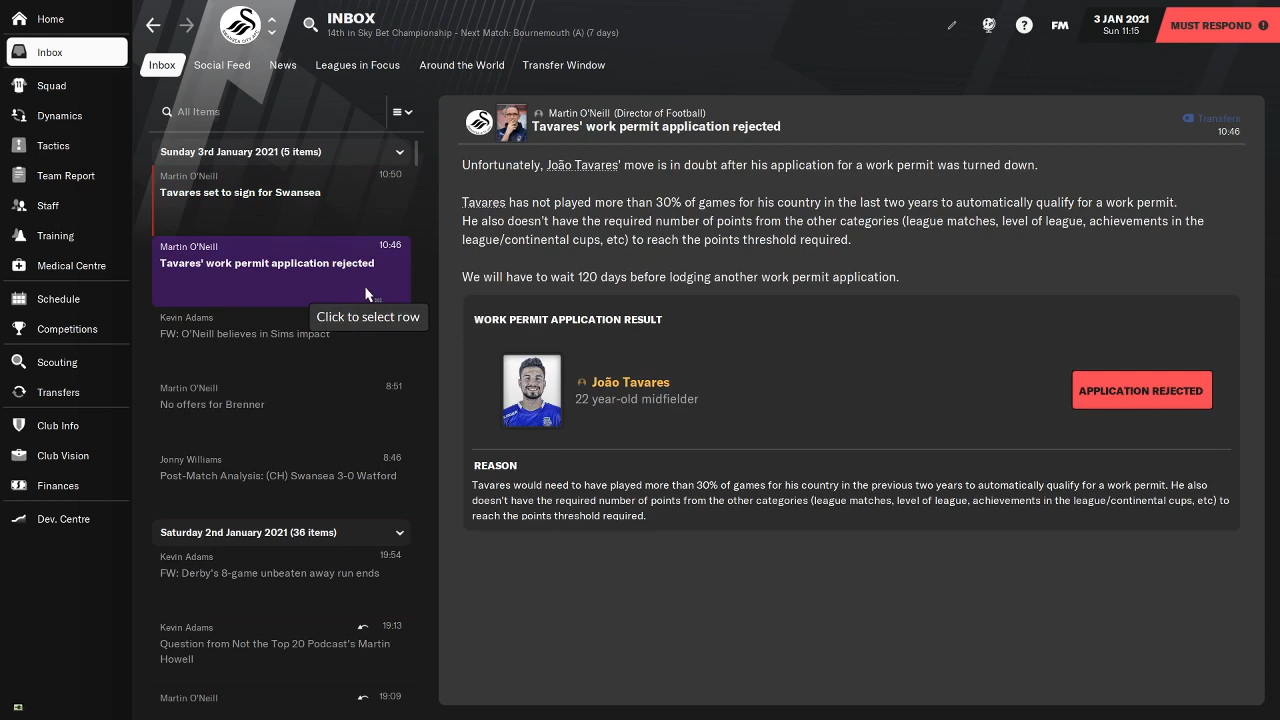 Home
Inbox
Squad
Dynamics
Tactics
Team Report
Staff
Training
Medical Centre
Schedule
Competitions
Scouting
Transfers
Club Info
Club Vision
Finances
Dev. Centre
INBOX
14th in Sky Bet Championship - Next Match: Bournemouth (A) (7 days)
FM
3 JAN 2021
Sun 11:15
MUST RESPOND
Inbox
Social Feed
News
Leagues in Focus
Around the World
Transfer Window
All Items
Sunday 3rd January 2021 (5 items)
Martin O'Neill 10:50
Tavares set to sign for Swansea
Martin O'Neill 10:46
Tavares' work permit application rejected
Click to select row
Kevin Adams
FW: O'Neill believes in Sims impact
Martin O'Neill 8:51
No offers for Brenner
Jonny Williams 8:46
Post-Match Analysis: (CH) Swansea 3-0 Watford
Saturday 2nd January 2021 (36 items)
Kevin Adams 19:54
FW: Derby's 8-game unbeaten away run ends
Kevin Adams 19:13
Question from Not the Top 20 Podcast's Martin
Howell
Martin O'Neill 19:09
Martin O'Neill (Director of Football)
Tavares' work permit application rejected
Transfers
10:46
Unfortunately, João Tavares' move is in doubt after his application for a work permit was turned down.
Tavares has not played more than 30% of games for his country in the last two years to automatically qualify for a work permit.
He also doesn't have the required number of points from the other categories (league matches, level of league, achievements in the
league/continental cups, etc) to reach the points threshold required.
We will have to wait 120 days before lodging another work permit application.
WORK PERMIT APPLICATION RESULT
João Tavares
22 year-old midfielder
APPLICATION REJECTED
REASON
Tavares would need to have played more than 30% of games for his country in the previous two years to automatically qualify for a work permit. He also
doesn't have the required number of points from the other categories (league matches, level of league, achievements in the league/continental cups, etc) to
reach the points threshold required.